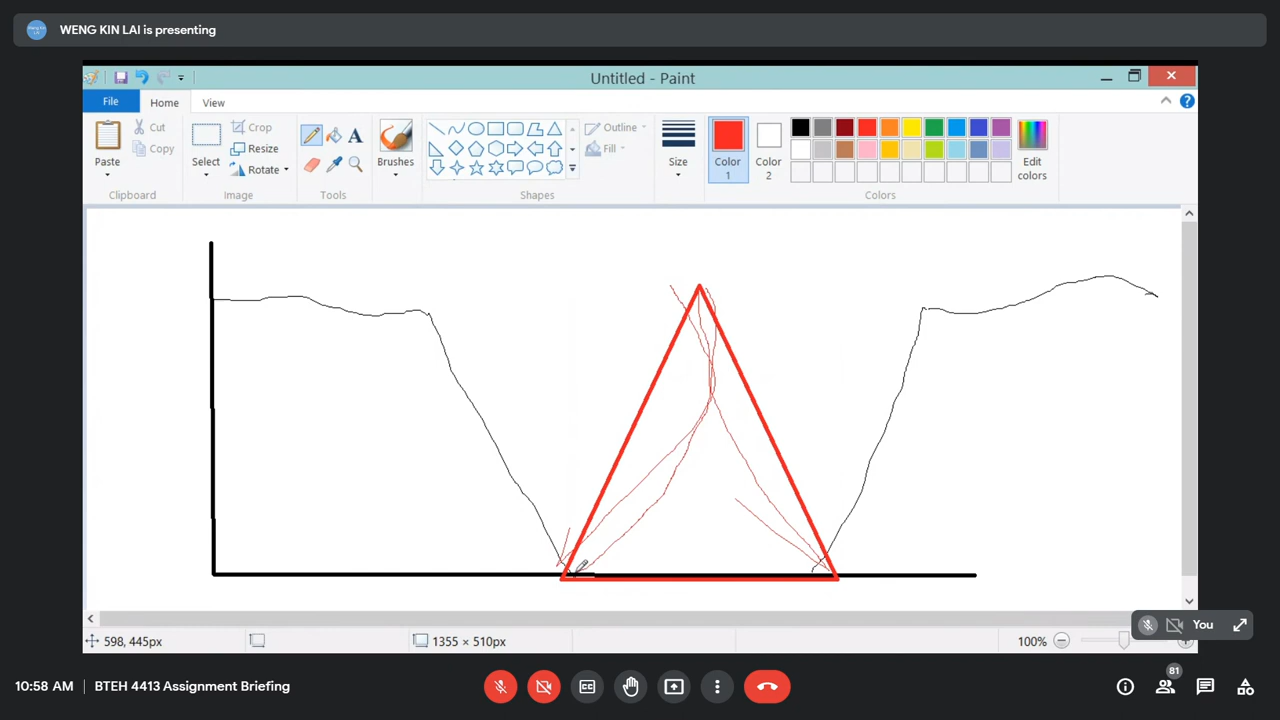 WENG KIN LAI is presenting
Untitled - Paint
File Home View
Paste
Cut
Copy
Clipboard
Select
Crop
Resize
Rotate
Image
A
Tools
Brushes
Outline
Fill
Shapes
Size
Color 1
Color 2
Edit colors
Colors
598, 445px
1355 × 510px
100%
You
10:58 AM | BTEH 4413 Assignment Briefing
81